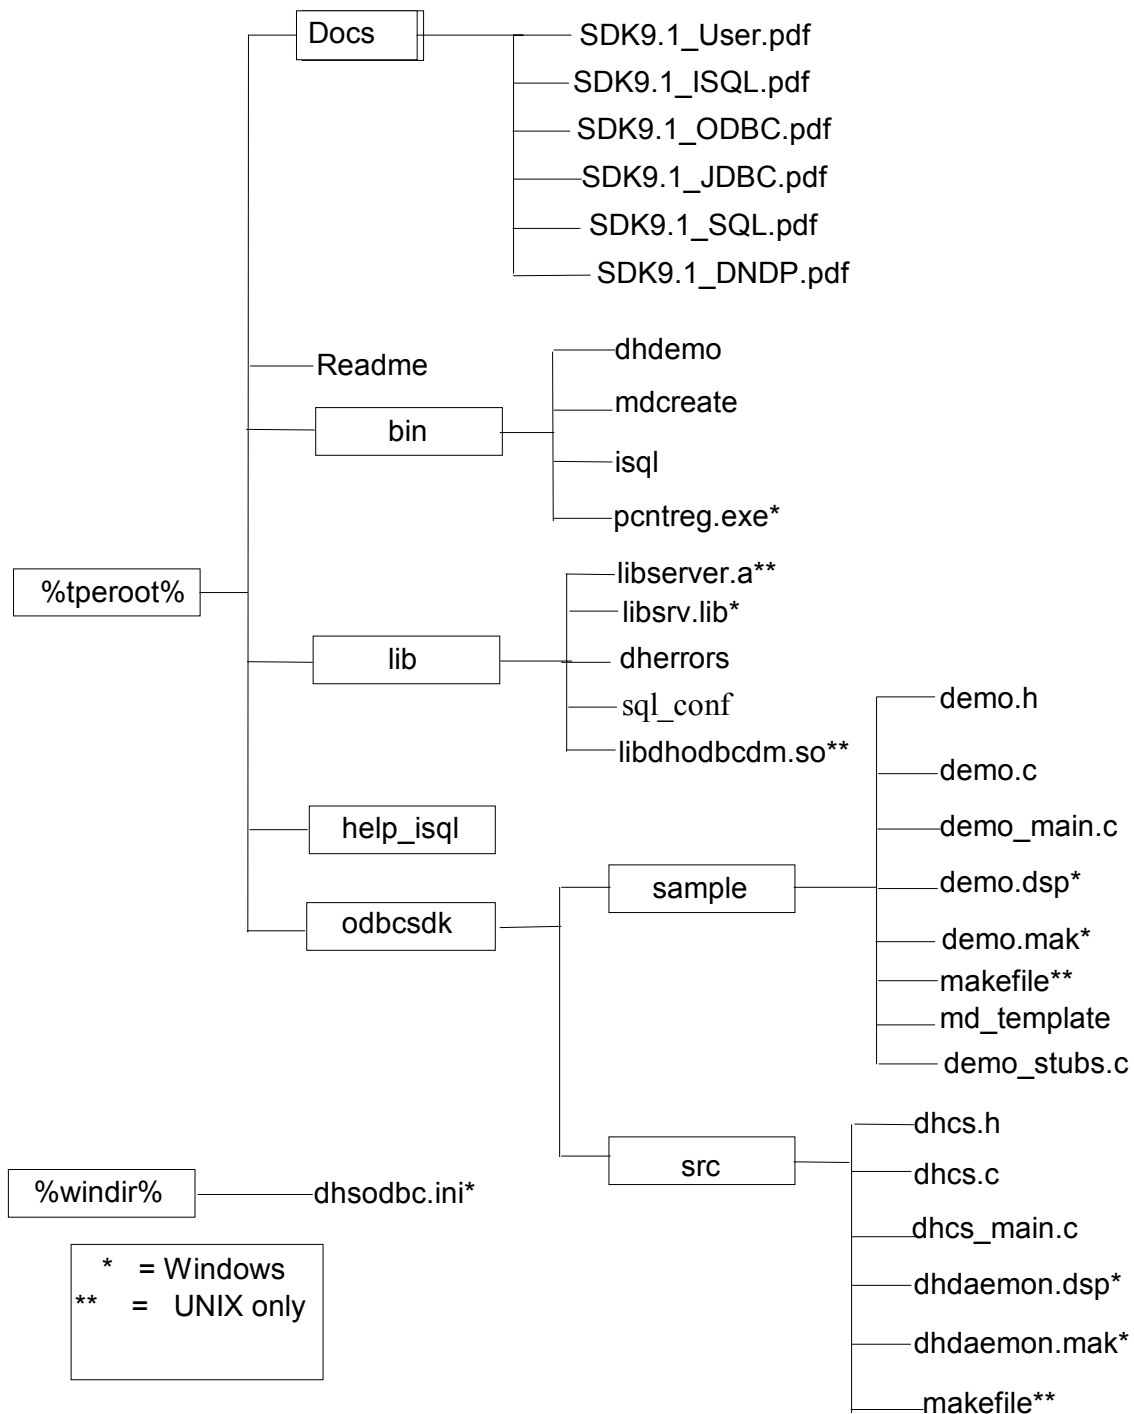 Docs
SDK9.1_User.pdf
SDK9.1_ISQL.pdf
SDK9.1_ODBC.pdf
SDK9.1_JDBC.pdf
SDK9.1_SQL.pdf
SDK9.1_DNDP.pdf
Readme
bin
dhdemo
mdcreate
isql
pcntreg.exe*
%tperoot%
lib
libserver.a**
libsrv.lib*
dherrors
sql_conf
libdhodbcdm.so**
help_isql
odbcsdk
sample
demo.h
demo.c
demo_main.c
demo.dsp*
demo.mak*
makefile**
md_template
demo_stubs.c
src
dhcs.h
dhcs.c
dhcs_main.c
dhdaemon.dsp*
dhdaemon.mak*
makefile**
%windir%
dhsodbc.ini*
* = Windows
** = UNIX only